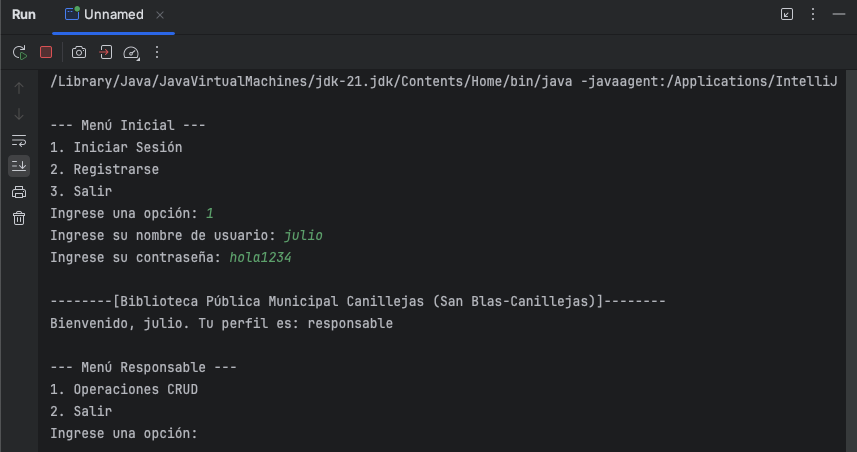 Run
Unnamed
/Library/Java/JavaVirtualMachines/jdk-21.jdk/Contents/Home/bin/java -javaagent:/Applications/IntelliJ
--- Menú Inicial ---
1. Iniciar Sesión
2. Registrarse
3. Salir
Ingrese una opción: 1
Ingrese su nombre de usuario: julio
Ingrese su contraseña: hola1234
--------[Biblioteca Pública Municipal Canillejas (San Blas-Canillejas)]--------
Bienvenido, julio. Tu perfil es: responsable
--- Menú Responsable ---
1. Operaciones CRUD
2. Salir
Ingrese una opción: